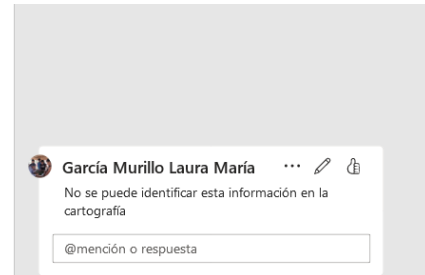 García Murillo Laura María
No se puede identificar esta información en la
cartografía
@mención o respuesta